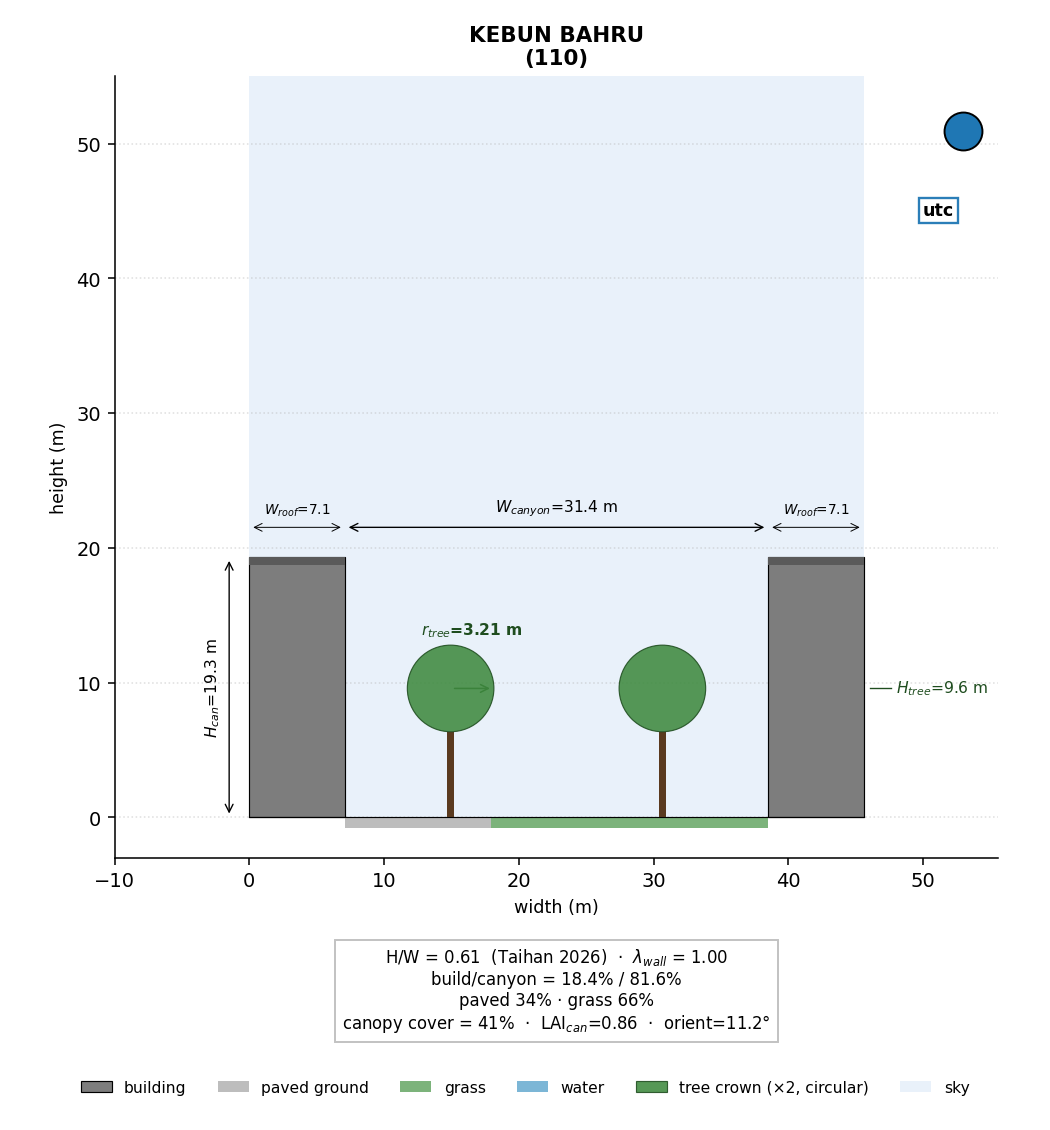 KEBUN BAHRU
(110)
50
utc
40
30
height (m)
W_roof=7.1
W_canyon=31.4 m
W_roof=7.1
20
r_tree=3.21 m
H_can=19.3 m
10
H_tree=9.6 m
0
−10 0 10 20 30 40 50
width (m)
H/W = 0.61 (Taihan 2026) · λ_wall = 1.00
build/canyon = 18.4% / 81.6%
paved 34% · grass 66%
canopy cover = 41% · LAI_can=0.86 · orient=11.2°
building paved ground grass water tree crown (×2, circular) sky